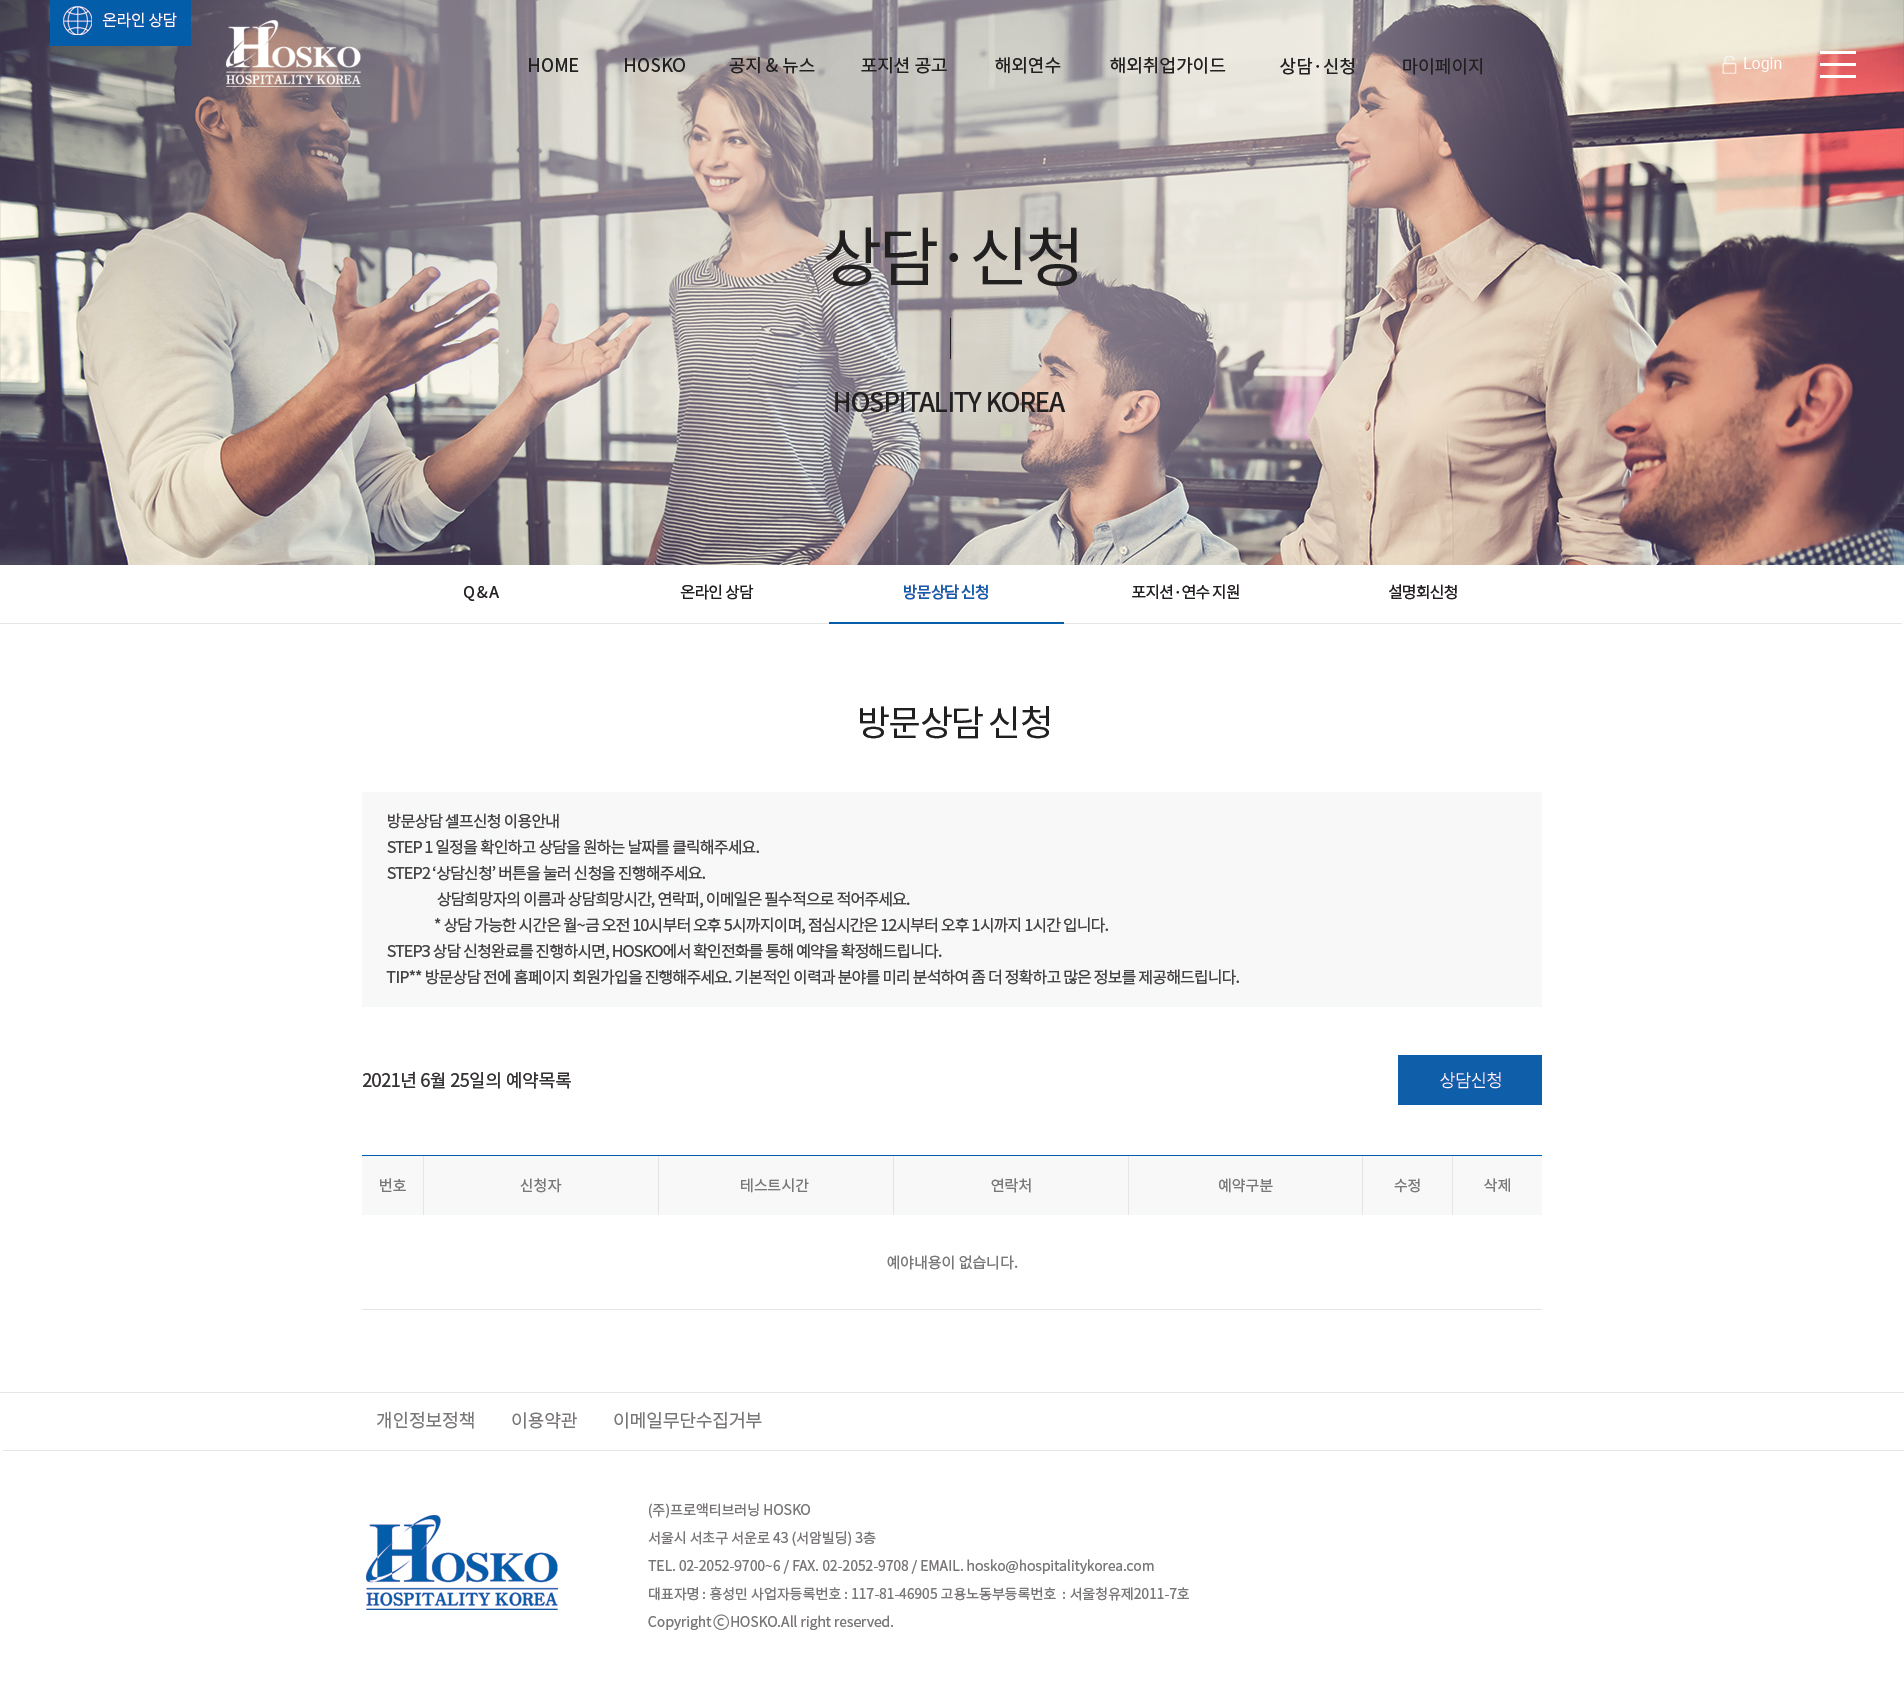 온라인 상담
HOSKO
HOSPITALITY KOREA
HOME HOSKO 공지 & 뉴스 포지션 공고 해외연수 해외취업가이드 상담 · 신청 마이페이지
Login
상담 · 신청
HOSPITALITY KOREA
Q & A 온라인 상담 방문상담 신청 포지션 · 연수 지원 설명회신청
방문상담 신청
방문상담 셀프신청 이용안내
STEP 1 일정을 확인하고 상담을 원하는 날짜를 클릭해주세요.
STEP2 ‘상담신청’ 버튼을 눌러 신청을 진행해주세요.
상담희망자의 이름과 상담희망시간, 연락퍼, 이메일은 필수적으로 적어주세요.
* 상담 가능한 시간은 월~금 오전 10시부터 오후 5시까지이며, 점심시간은 12시부터 오후 1시까지 1시간 입니다.
STEP3 상담 신청완료를 진행하시면, HOSKO에서 확인전화를 통해 예약을 확정해드립니다.
TIP** 방문상담 전에 홈페이지 회원가입을 진행해주세요. 기본적인 이력과 분야를 미리 분석하여 좀 더 정확하고 많은 정보를 제공해드립니다.
2021년 6월 25일의 예약목록
상담신청
번호 신청자 테스트시간 연락처 예약구분 수정 삭제
예야내용이 없습니다.
개인정보정책 이용약관 이메일무단수집거부
HOSKO
HOSPITALITY KOREA
(주)프로액티브러닝 HOSKO
서울시 서초구 서운로 43 (서암빌딩) 3층
TEL. 02-2052-9700~6 / FAX. 02-2052-9708 / EMAIL. hosko@hospitalitykorea.com
대표자명 : 홍성민 사업자등록번호 : 117-81-46905 고용노동부등록번호 : 서울청유제2011-7호
Copyright ⓒ HOSKO.All right reserved.